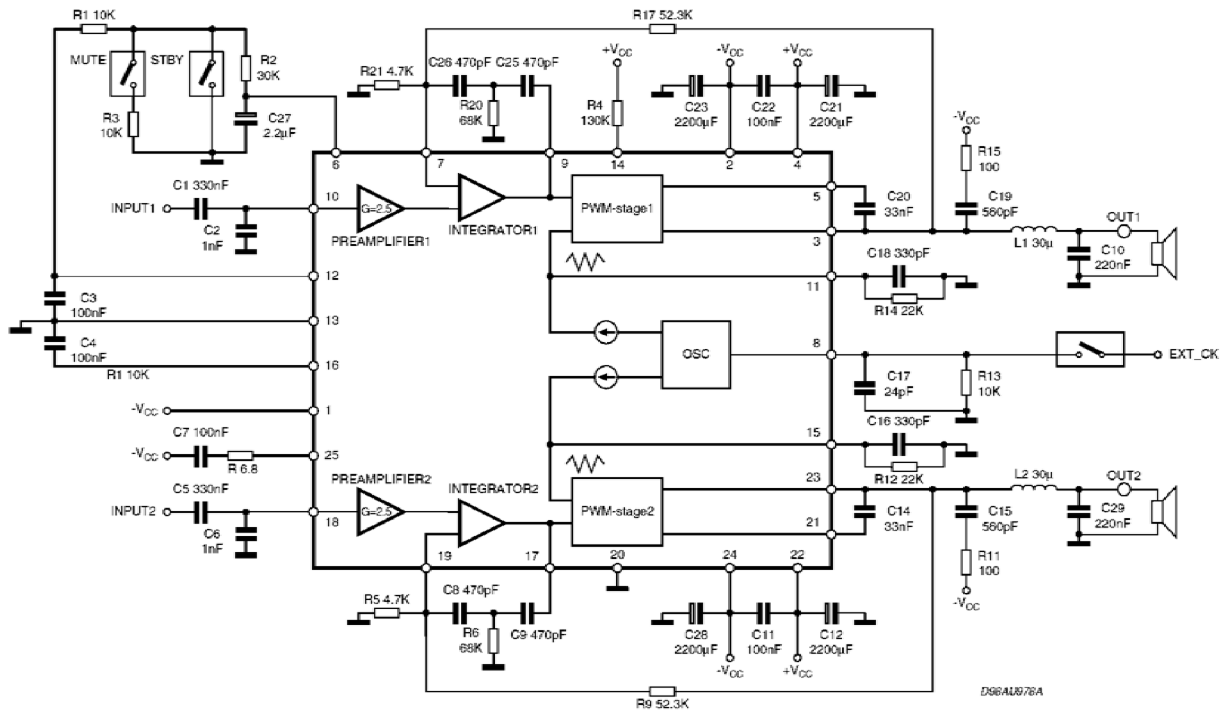 R1 10K
R17 52.3K
MUTE
STBY
R2
30K
R3
10K
C27
2.2µF
R21 4.7K
C26 470pF
C25 470pF
R20
68K
+VCC
R4
130K
-VCC
+VCC
C23
2200µF
C22
100nF
C21
2200µF
-VCC
R15
100
C19
560pF
6
7
9
14
2
4
C1 330nF
INPUT1
C2
1nF
10
G=2.5
PREAMPLIFIER1
INTEGRATOR1
PWM-stage1
5
3
C20
33nF
L1 30µ
OUT1
C10
220nF
C18 330pF
R14 22K
11
12
C3
100nF
13
C4
100nF
R1 10K
16
OSC
8
EXT_CK
C17
24pF
R13
10K
-VCC
1
C7 100nF
-VCC
R 6.8
25
C16 330pF
15
R12 22K
C5 330nF
INPUT2
C6
1nF
18
PREAMPLIFIER2
G=2.5
INTEGRATOR2
PWM-stage2
23
21
C14
33nF
L2 30µ
OUT2
C15
560pF
C29
220nF
R11
100
-VCC
19
17
20
24
22
R5 4.7K
C8 470pF
R6
68K
C9 470pF
C28
2200µF
C11
100nF
C12
2200µF
-VCC
+VCC
R9 52.3K
D98AU978A